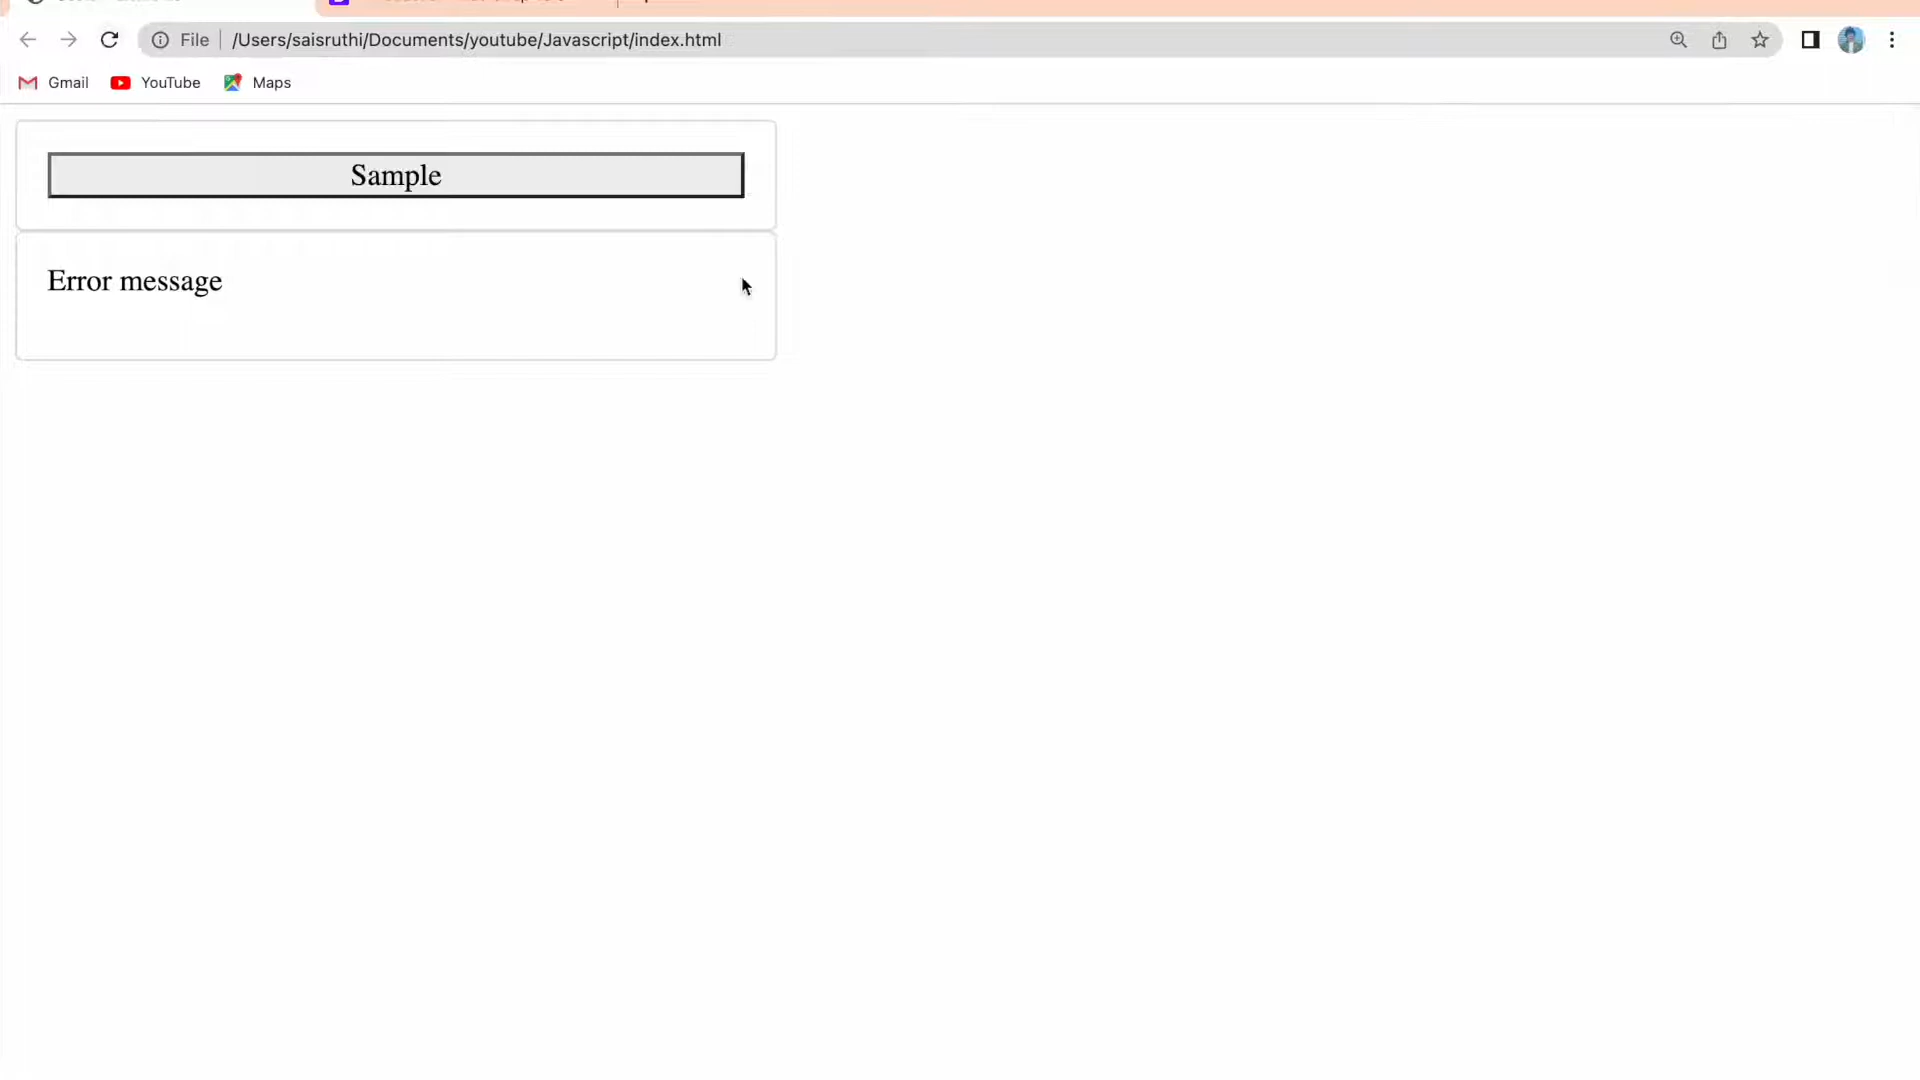 File
/Users/saisruthi/Documents/youtube/Javascript/index.html
Gmail
YouTube
Maps
Sample
Error message